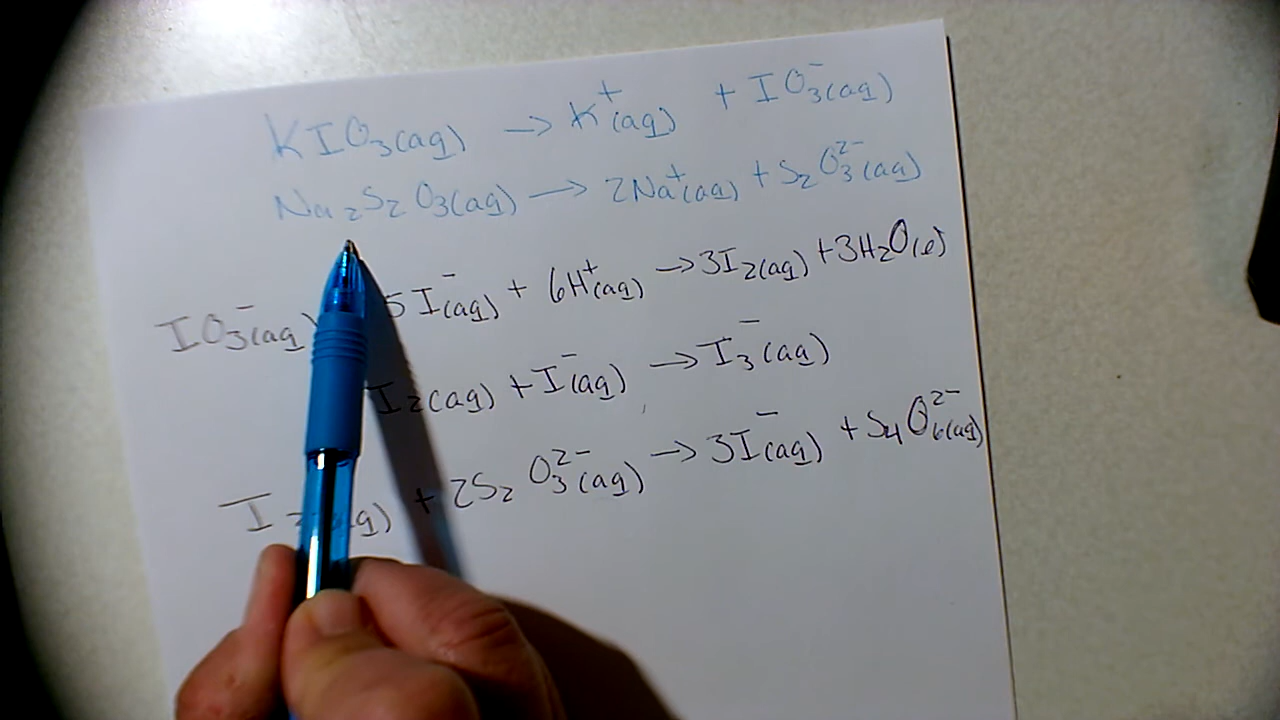 KIO₃(aq) → K⁺(aq) + IO₃⁻(aq)
Na₂S₂O₃(aq) → 2Na⁺(aq) + S₂O₃²⁻(aq)
IO₃⁻(aq) 5I⁻(aq) + 6H⁺(aq) → 3I₂(aq) + 3H₂O(l)
I₂(aq) + I⁻(aq) → I₃⁻(aq)
I q) + 2S₂O₃²⁻(aq) → 3I⁻(aq) + S₄O₆²⁻(aq)